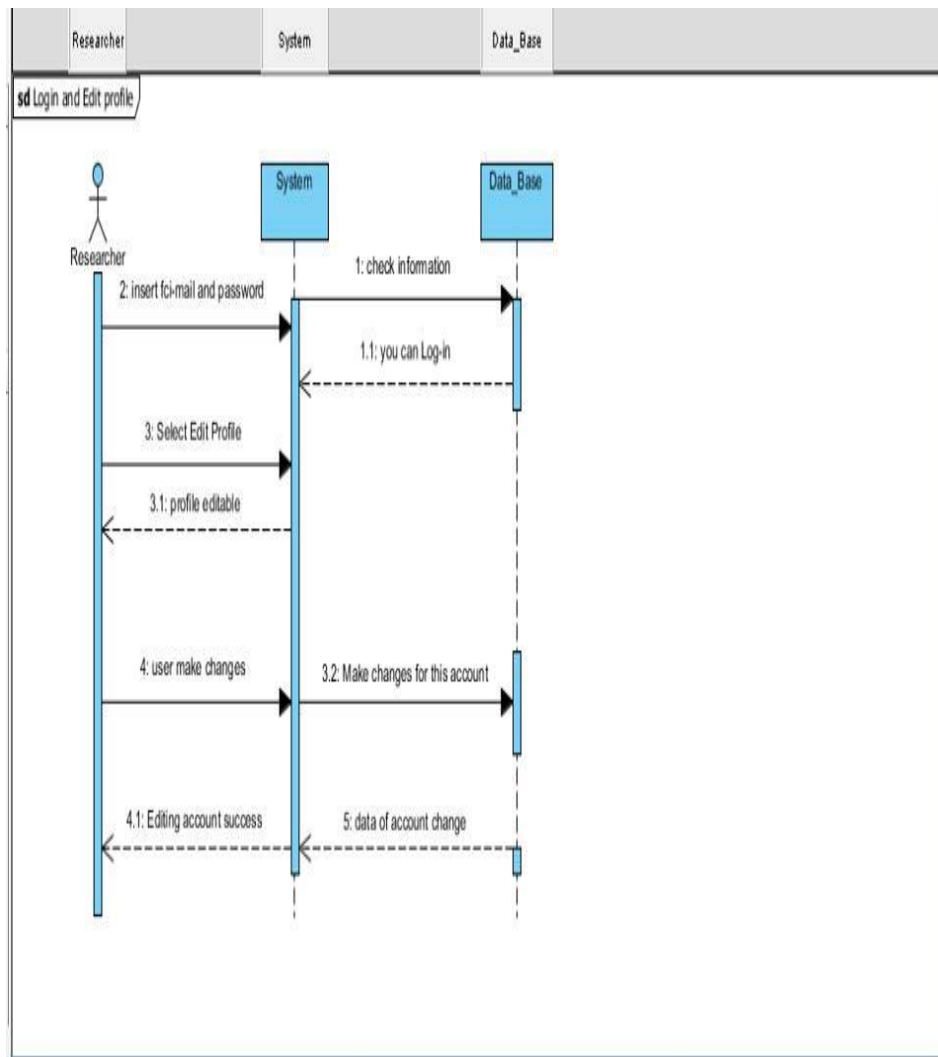 Researcher
System
Data_Base
sd Login and Edit profile
System
Data_Base
Researcher
1: check information
2: insert fci-mail and password
1.1: you can Log-in
3: Select Edit Profile
3.1: profile editable
4: user make changes
3.2: Make changes for this account
4.1: Editing account success
5: data of account change